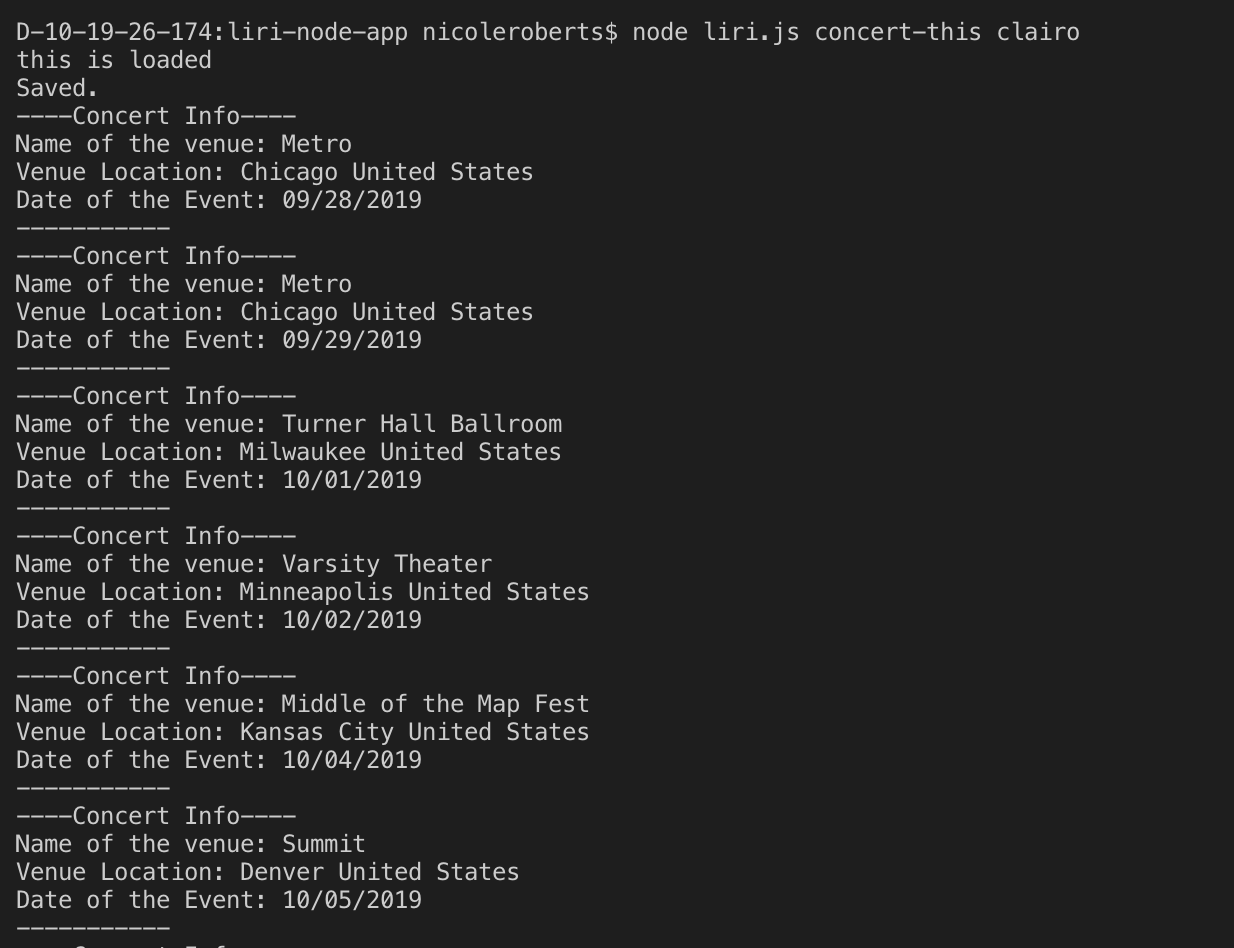 D-10-19-26-174:liri-node-app nicoleroberts$ node liri.js concert-this clairo
this is loaded
Saved.
----Concert Info----
Name of the venue: Metro
Venue Location: Chicago United States
Date of the Event: 09/28/2019
-----------
----Concert Info----
Name of the venue: Metro
Venue Location: Chicago United States
Date of the Event: 09/29/2019
-----------
----Concert Info----
Name of the venue: Turner Hall Ballroom
Venue Location: Milwaukee United States
Date of the Event: 10/01/2019
-----------
----Concert Info----
Name of the venue: Varsity Theater
Venue Location: Minneapolis United States
Date of the Event: 10/02/2019
-----------
----Concert Info----
Name of the venue: Middle of the Map Fest
Venue Location: Kansas City United States
Date of the Event: 10/04/2019
-----------
----Concert Info----
Name of the venue: Summit
Venue Location: Denver United States
Date of the Event: 10/05/2019
-----------